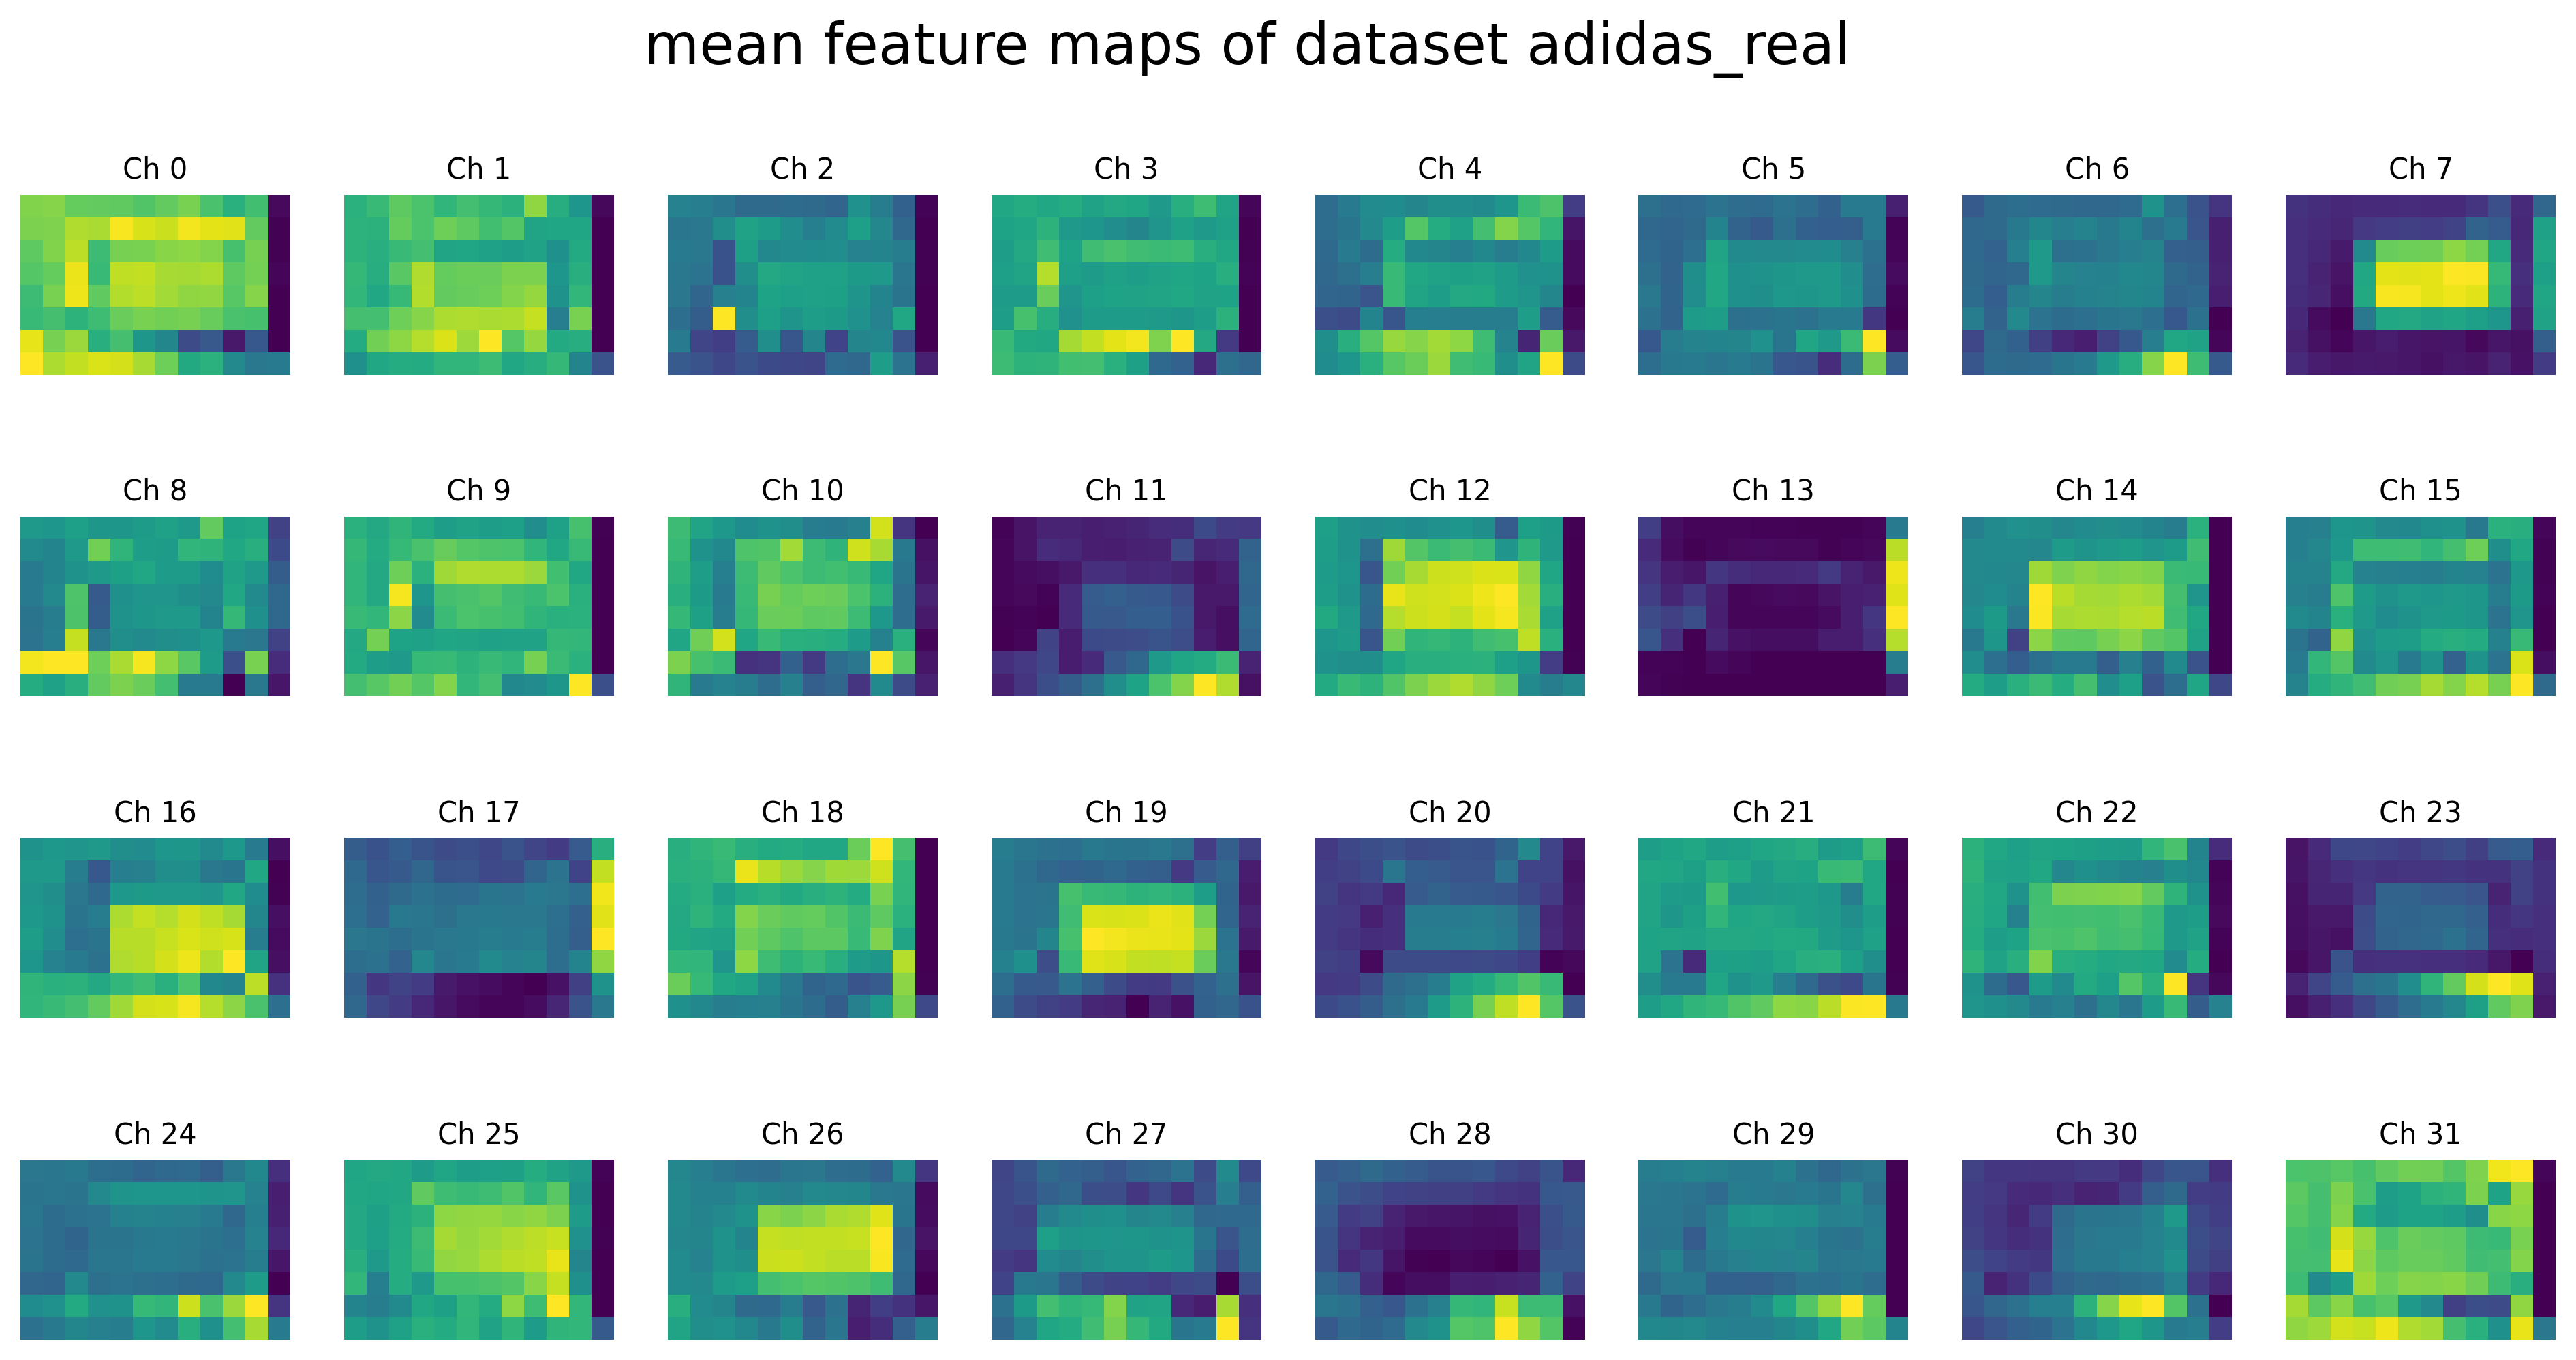 mean feature maps of dataset adidas_real
Ch 0 Ch 1 Ch 2 Ch 3 Ch 4 Ch 5 Ch 6 Ch 7
Ch 8 Ch 9 Ch 10 Ch 11 Ch 12 Ch 13 Ch 14 Ch 15
Ch 16 Ch 17 Ch 18 Ch 19 Ch 20 Ch 21 Ch 22 Ch 23
Ch 24 Ch 25 Ch 26 Ch 27 Ch 28 Ch 29 Ch 30 Ch 31